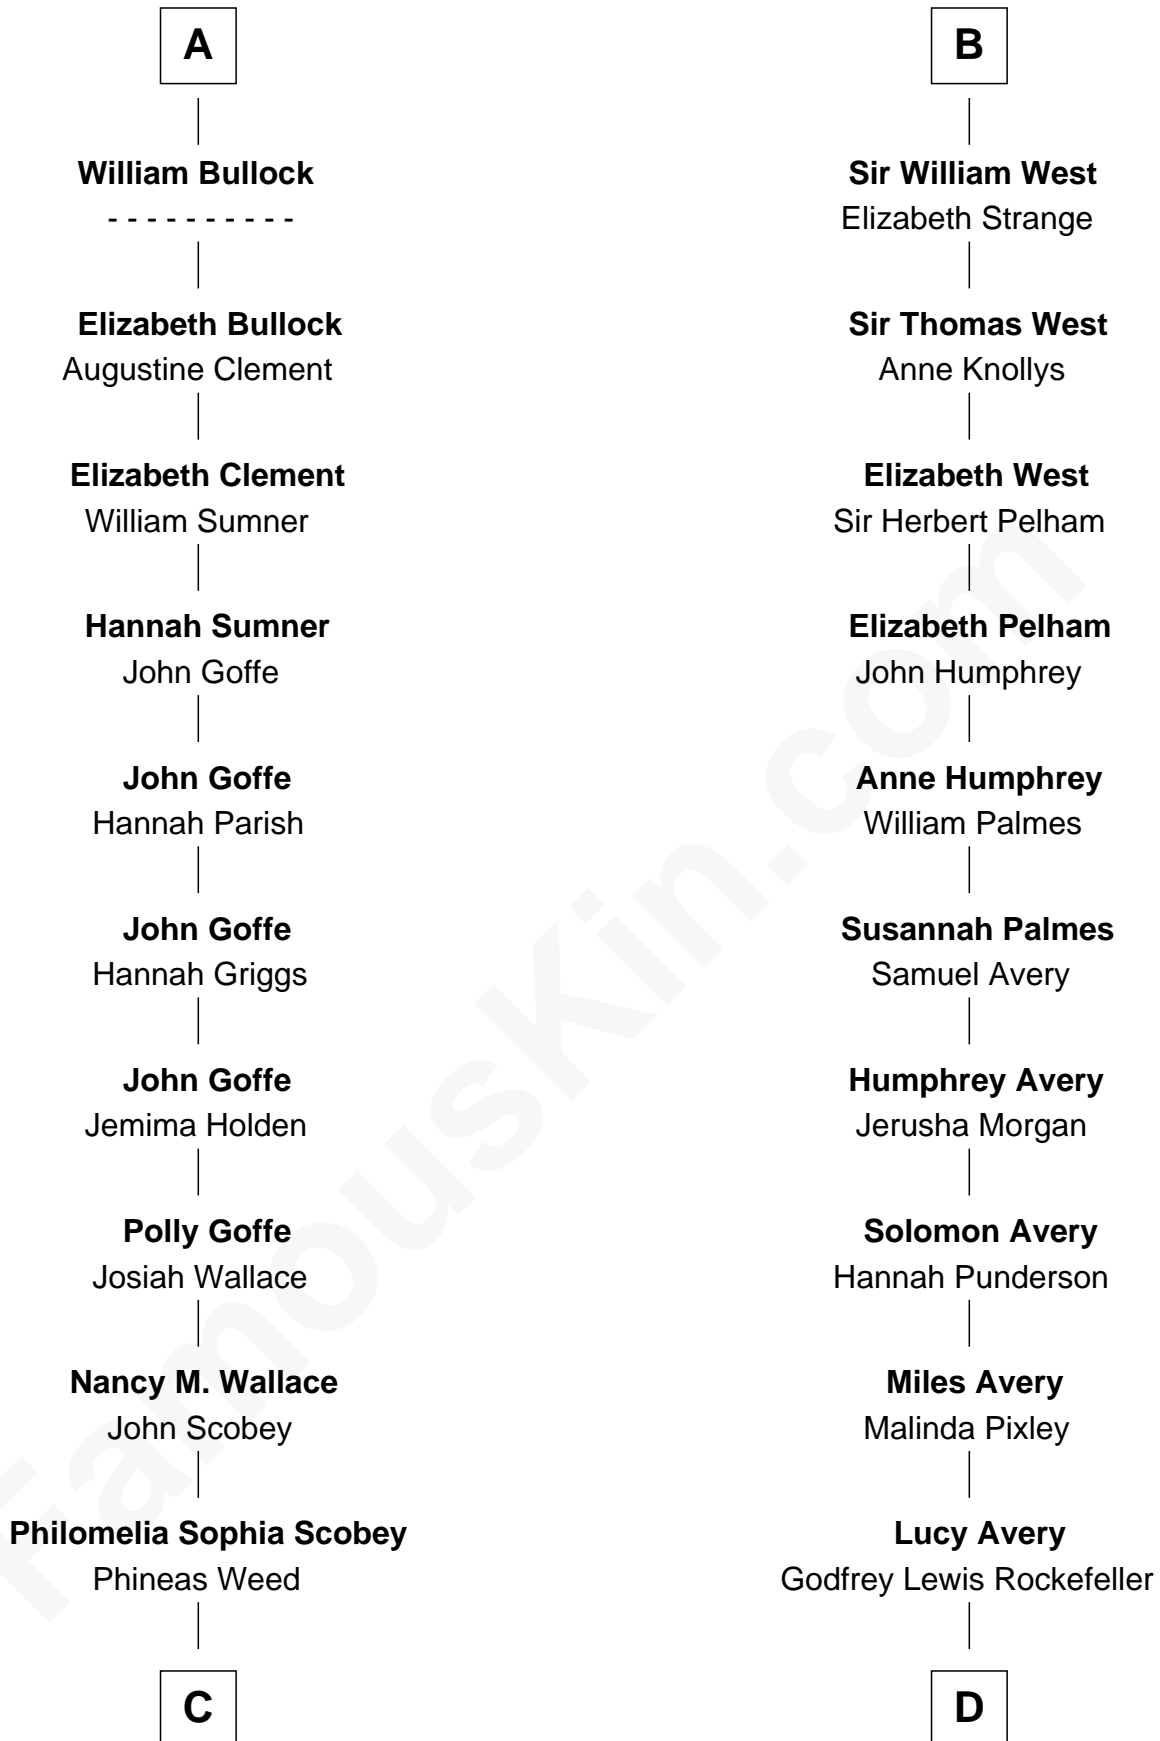 A
William Bullock
- - - - - - - - - -
Elizabeth Bullock
Augustine Clement
Elizabeth Clement
William Sumner
Hannah Sumner
John Goffe
John Goffe
Hannah Parish
John Goffe
Hannah Griggs
John Goffe
Jemima Holden
Polly Goffe
Josiah Wallace
Nancy M. Wallace
John Scobey
Philomelia Sophia Scobey
Phineas Weed
C
B
Sir William West
Elizabeth Strange
Sir Thomas West
Anne Knollys
Elizabeth West
Sir Herbert Pelham
Elizabeth Pelham
John Humphrey
Anne Humphrey
William Palmes
Susannah Palmes
Samuel Avery
Humphrey Avery
Jerusha Morgan
Solomon Avery
Hannah Punderson
Miles Avery
Malinda Pixley
Lucy Avery
Godfrey Lewis Rockefeller
D
FamousKin.com